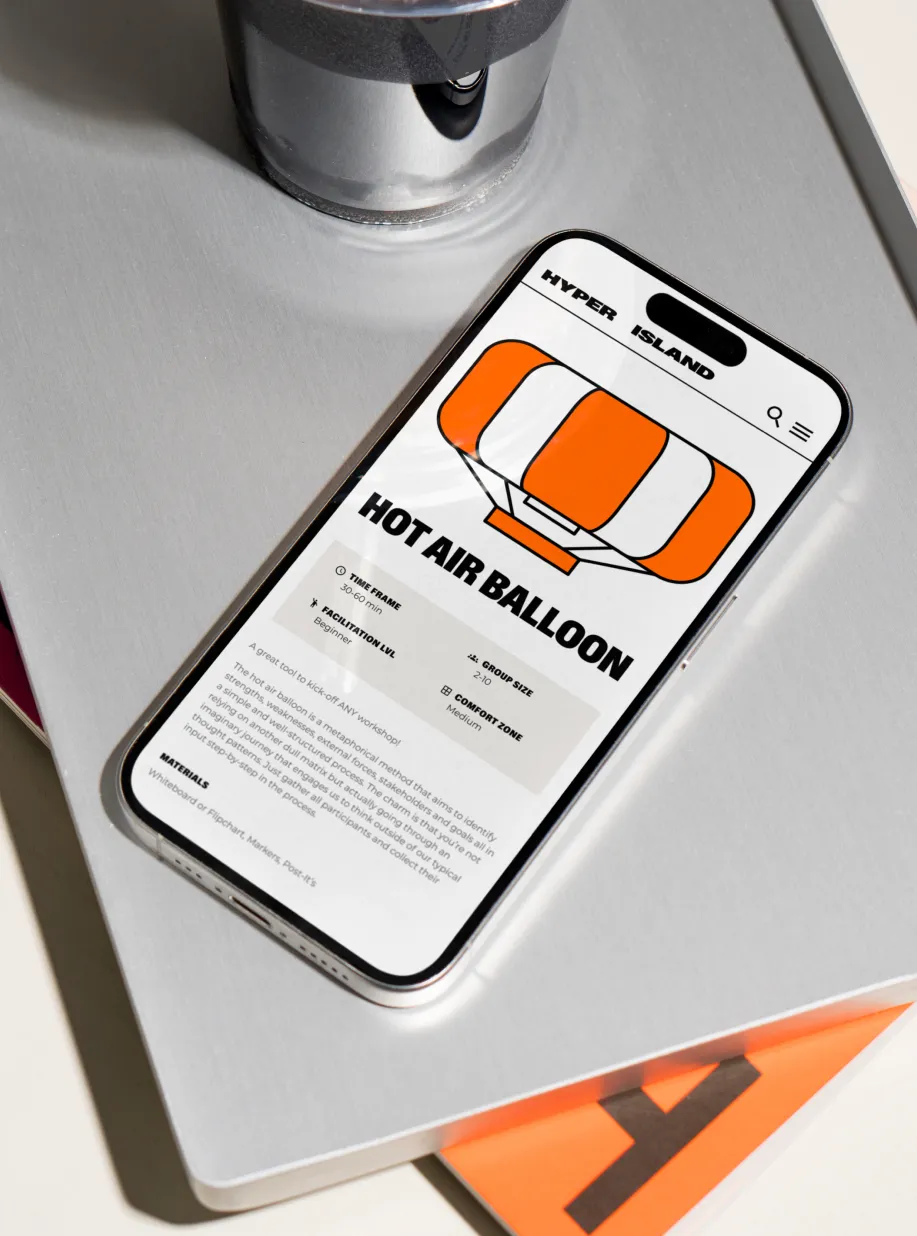 HYPER ISLAND
HOT AIR BALLOON
TIME FRAME
30-60 min
GROUP SIZE
2-10
FACILITATION LVL
Beginner
COMFORT ZONE
Medium
A great tool to kick-off ANY workshop!
The hot air balloon is a metaphorical method that aims to identify
strengths, weaknesses, external forces, stakeholders and goals all in
a simple and well-structured process. The charm is that you're not
relying on another dull matrix but actually going through an
imaginary journey that engages us to think outside of our typical
thought patterns. Just gather all participants and collect their
input step-by-step in the process.
MATERIALS
Whiteboard or Flipchart, Markers, Post-It's